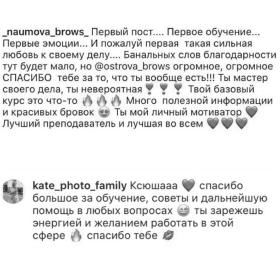 _naumova_brows_ Первый пост.... Первое обучение...
Первые эмоции... И пожалуй первая такая сильная
любовь к своему делу.... Банальных слов благодарности
тут будет мало, но @ostrova_brows огромное, огромное
СПАСИБО тебе за то, что ты вообще есть!!! Ты мастер
своего дела, ты невероятная❣❣❣ Твой базовый
курс это что-то 🔥🔥🔥 Много полезной информации
и красивых бровок 😍 Ты мой личный мотиватор ❤
Лучший преподаватель и лучшая во всем ❤❤❤
kate_photo_family Ксюшааа ❤ спасибо
большое за обучение, советы и дальнейшую
помощь в любых вопросах 😍 ты зарежешь
энергией и желанием работать в этой
сфере 🔥 спасибо тебе 💋